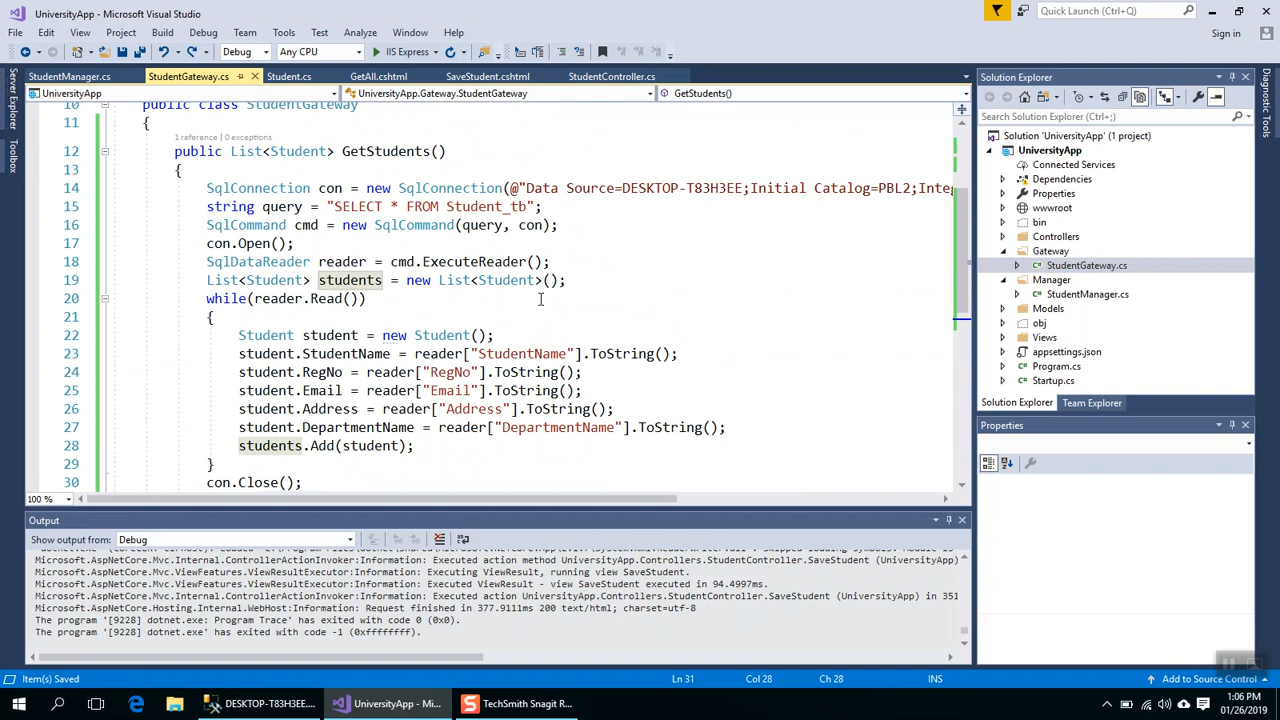 UniversityApp - Microsoft Visual Studio
Quick Launch (Ctrl+Q)
File Edit View Project Build Debug Team Tools Test Analyze Window Help
Sign in
Debug Any CPU IIS Express
StudentManager.cs StudentGateway.cs Student.cs GetAll.cshtml SaveStudent.cshtml StudentController.cs
UniversityApp UniversityApp.Gateway.StudentGateway GetStudents()
Server Explorer
Toolbox
10 public class StudentGateway
11 {
1 reference | 0 exceptions
12 public List<Student> GetStudents()
13 {
14 SqlConnection con = new SqlConnection(@"Data Source=DESKTOP-T83H3EE;Initial Catalog=PBL2;Inte
15 string query = "SELECT * FROM Student_tb";
16 SqlCommand cmd = new SqlCommand(query, con);
17 con.Open();
18 SqlDataReader reader = cmd.ExecuteReader();
19 List<Student> students = new List<Student>();
20 while(reader.Read())
21 {
22 Student student = new Student();
23 student.StudentName = reader["StudentName"].ToString();
24 student.RegNo = reader["RegNo"].ToString();
25 student.Email = reader["Email"].ToString();
26 student.Address = reader["Address"].ToString();
27 student.DepartmentName = reader["DepartmentName"].ToString();
28 students.Add(student);
29 }
30 con.Close();
100 %
Solution Explorer
Search Solution Explorer (Ctrl+;)
Solution 'UniversityApp' (1 project)
UniversityApp
Connected Services
Dependencies
Properties
wwwroot
bin
Controllers
Gateway
StudentGateway.cs
Manager
StudentManager.cs
Models
obj
Views
appsettings.json
Program.cs
Startup.cs
Solution Explorer Team Explorer
Properties
Diagnostic Tools
Output
Show output from: Debug
Microsoft.AspNetCore.Mvc.Internal.ControllerActionInvoker:Information: Executed action method UniversityApp.Controllers.StudentController.SaveStudent (UniversityApp)
Microsoft.AspNetCore.Mvc.ViewFeatures.ViewResultExecutor:Information: Executing ViewResult, running view SaveStudent.
Microsoft.AspNetCore.Mvc.ViewFeatures.ViewResultExecutor:Information: Executed ViewResult - view SaveStudent executed in 94.4997ms.
Microsoft.AspNetCore.Mvc.Internal.ControllerActionInvoker:Information: Executed action UniversityApp.Controllers.StudentController.SaveStudent (UniversityApp) in 351
Microsoft.AspNetCore.Hosting.Internal.WebHost:Information: Request finished in 377.9111ms 200 text/html; charset=utf-8
The program '[9228] dotnet.exe: Program Trace' has exited with code 0 (0x0).
The program '[9228] dotnet.exe' has exited with code -1 (0xffffffff).
Item(s) Saved Ln 31 Col 28 Ch 28 INS Add to Source Control
DESKTOP-T83H3EE.... UniversityApp - Mi... TechSmith Snagit R...
1:06 PM
01/26/2019